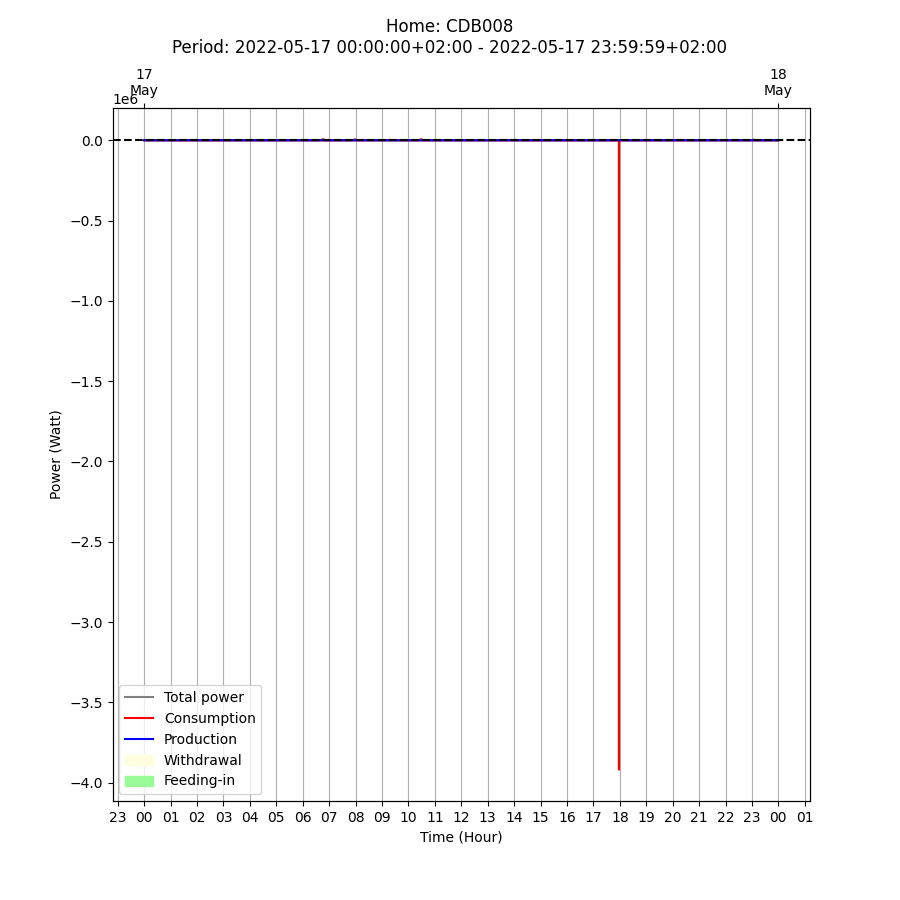 Home: CDB008
Period: 2022-05-17 00:00:00+02:00 - 2022-05-17 23:59:59+02:00
17 18
May May
1e6
0.0
−0.5
−1.0
−1.5
−2.0
−2.5
−3.0
−3.5
−4.0
Power (Watt)
Total power
Consumption
Production
Withdrawal
Feeding-in
23 00 01 02 03 04 05 06 07 08 09 10 11 12 13 14 15 16 17 18 19 20 21 22 23 00 01
Time (Hour)